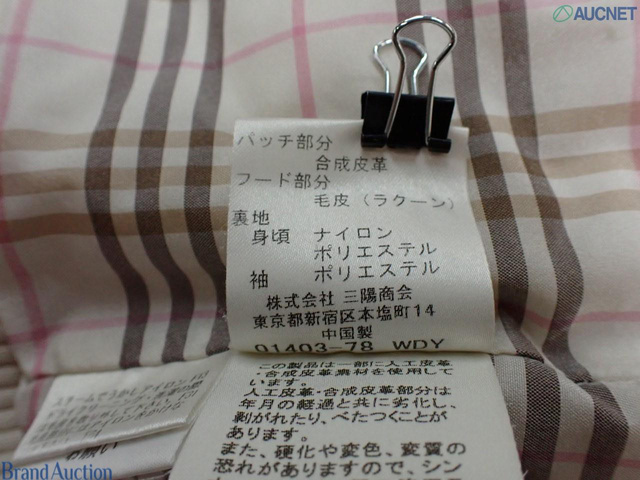 AUCNET
パッチ部分
合成皮革
フード部分
毛皮(ラクーン)
裏地
身頃 ナイロン
ポリエステル
袖 ポリエステル
株式会社 三陽商会
東京都新宿区本塩町14
中国製
01403-78 WDY
この製品は一部に人工皮革
・合成皮革素材を使用して
います。
人工皮革・合成皮革部分は
年月の経過と共に劣化し、
剥がれたり、べたつくことが
あります。
また、硬化や変色、変質の
恐れがありますので、シン
お願い
Brand Auction